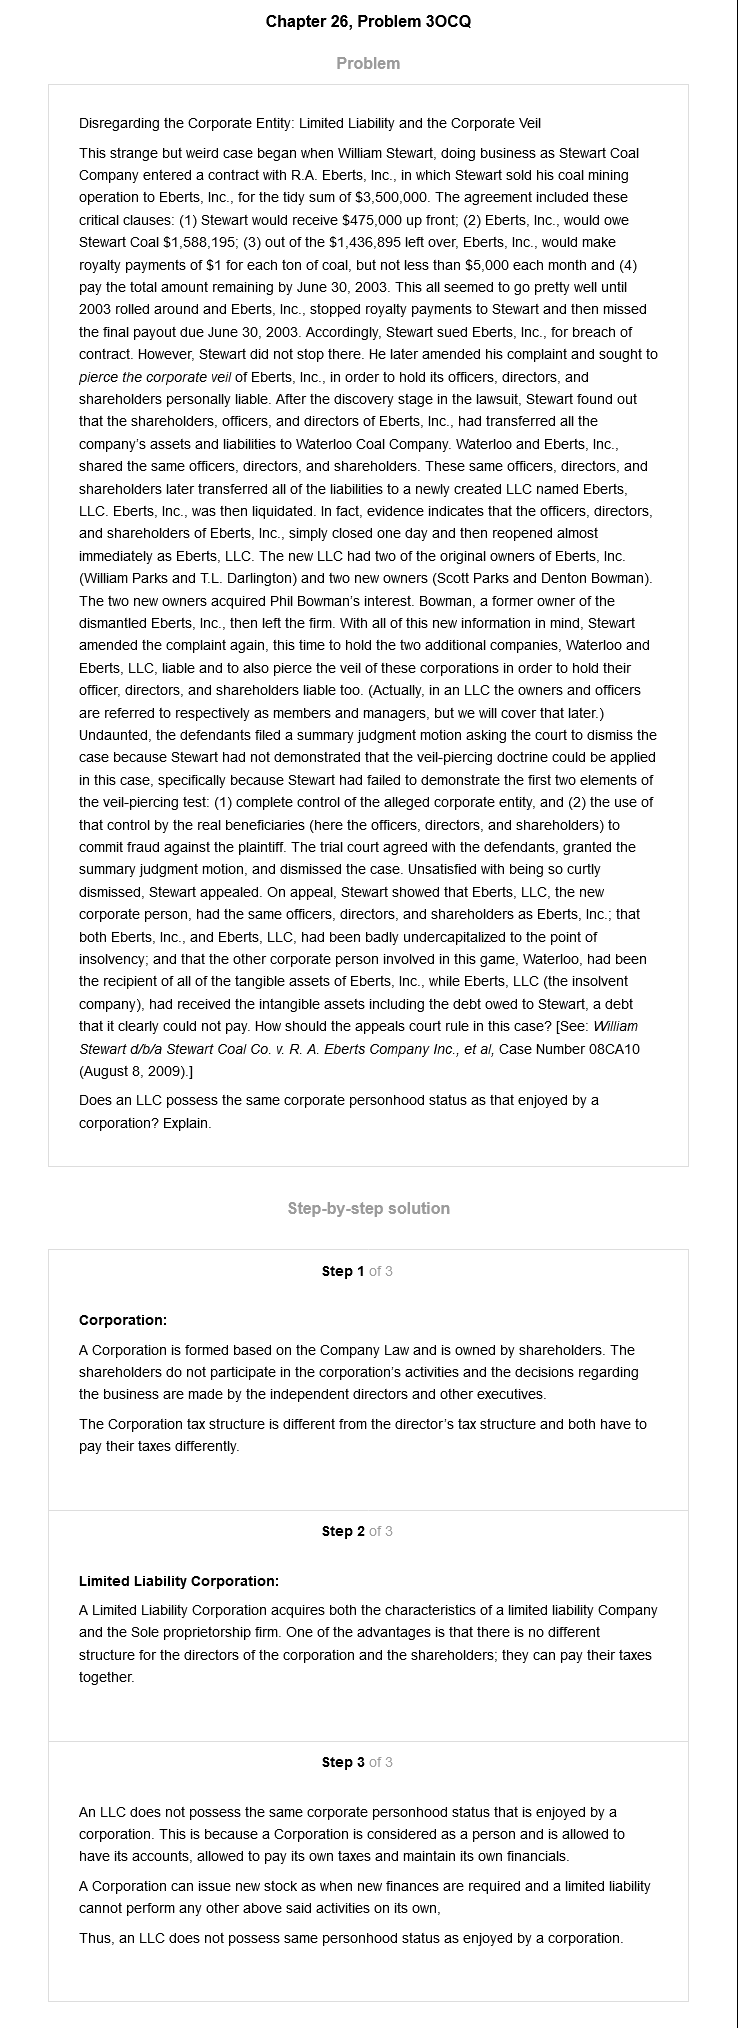 Chapter 26, Problem 3OCQ
Problem
Disregarding the Corporate Entity: Limited Liability and the Corporate Veil
This strange but weird case began when William Stewart, doing business as Stewart Coal
Company entered a contract with R.A. Eberts, Inc., in which Stewart sold his coal mining
operation to Eberts, Inc., for the tidy sum of $3,500,000. The agreement included these
critical clauses: (1) Stewart would receive $475,000 up front; (2) Eberts, Inc., would owe
Stewart Coal $1,588,195; (3) out of the $1,436,895 left over, Eberts, Inc., would make
royalty payments of $1 for each ton of coal, but not less than $5,000 each month and (4)
pay the total amount remaining by June 30, 2003. This all seemed to go pretty well until
2003 rolled around and Eberts, Inc., stopped royalty payments to Stewart and then missed
the final payout due June 30, 2003. Accordingly, Stewart sued Eberts, Inc., for breach of
contract. However, Stewart did not stop there. He later amended his complaint and sought to
pierce the corporate veil of Eberts, Inc., in order to hold its officers, directors, and
shareholders personally liable. After the discovery stage in the lawsuit, Stewart found out
that the shareholders, officers, and directors of Eberts, Inc., had transferred all the
company's assets and liabilities to Waterloo Coal Company. Waterloo and Eberts, Inc.,
shared the same officers, directors, and shareholders. These same officers, directors, and
shareholders later transferred all of the liabilities to a newly created LLC named Eberts,
LLC. Eberts, Inc., was then liquidated. In fact, evidence indicates that the officers, directors,
and shareholders of Eberts, Inc., simply closed one day and then reopened almost
immediately as Eberts, LLC. The new LLC had two of the original owners of Eberts, Inc.
(William Parks and T.L. Darlington) and two new owners (Scott Parks and Denton Bowman).
The two new owners acquired Phil Bowman's interest. Bowman, a former owner of the
dismantled Eberts, Inc., then left the firm. With all of this new information in mind, Stewart
amended the complaint again, this time to hold the two additional companies, Waterloo and
Eberts, LLC, liable and to also pierce the veil of these corporations in order to hold their
officer, directors, and shareholders liable too. (Actually, in an LLC the owners and officers
are referred to respectively as members and managers, but we will cover that later.)
Undaunted, the defendants filed a summary judgment motion asking the court to dismiss the
case because Stewart had not demonstrated that the veil-piercing doctrine could be applied
in this case, specifically because Stewart had failed to demonstrate the first two elements of
the veil-piercing test: (1) complete control of the alleged corporate entity, and (2) the use of
that control by the real beneficiaries (here the officers, directors, and shareholders) to
commit fraud against the plaintiff. The trial court agreed with the defendants, granted the
summary judgment motion, and dismissed the case. Unsatisfied with being so curtly
dismissed, Stewart appealed. On appeal, Stewart showed that Eberts, LLC, the new
corporate person, had the same officers, directors, and shareholders as Eberts, Inc.; that
both Eberts, Inc., and Eberts, LLC, had been badly undercapitalized to the point of
insolvency; and that the other corporate person involved in this game, Waterloo, had been
the recipient of all of the tangible assets of Eberts, Inc., while Eberts, LLC (the insolvent
company), had received the intangible assets including the debt owed to Stewart, a debt
that it clearly could not pay. How should the appeals court rule in this case? [See: William
Stewart d/b/a Stewart Coal Co. v. R. A. Eberts Company Inc., et al, Case Number 08CA10
(August 8, 2009).]
Does an LLC possess the same corporate personhood status as that enjoyed by a
corporation? Explain.
Step-by-step solution
Step 1 of 3
Corporation:
A Corporation is formed based on the Company Law and is owned by shareholders. The
shareholders do not participate in the corporation's activities and the decisions regarding
the business are made by the independent directors and other executives.
The Corporation tax structure is different from the director's tax structure and both have to
pay their taxes differently.
Step 2 of 3
Limited Liability Corporation:
A Limited Liability Corporation acquires both the characteristics of a limited liability Company
and the Sole proprietorship firm. One of the advantages is that there is no different
structure for the directors of the corporation and the shareholders; they can pay their taxes
together.
Step 3 of 3
An LLC does not possess the same corporate personhood status that is enjoyed by a
corporation. This is because a Corporation is considered as a person and is allowed to
have its accounts, allowed to pay its own taxes and maintain its own financials.
A Corporation can issue new stock as when new finances are required and a limited liability
cannot perform any other above said activities on its own,
Thus, an LLC does not possess same personhood status as enjoyed by a corporation.